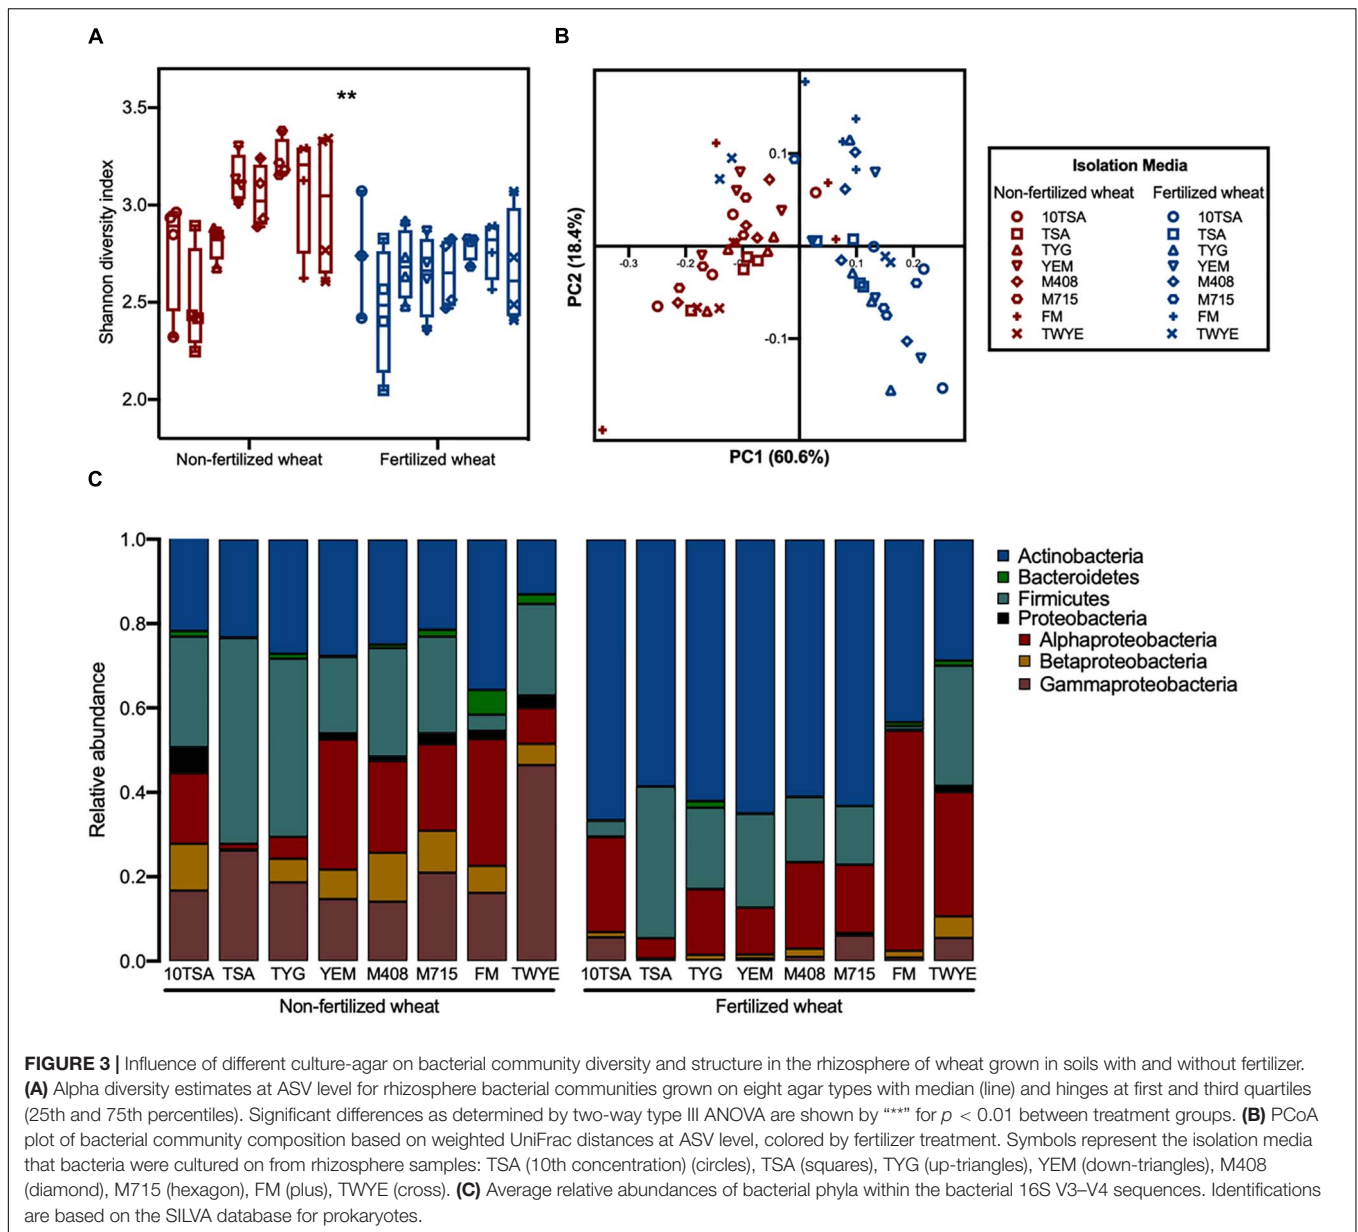 A
B
**
3.5
3.0
2.5
2.0
Shannon diversity index
Non-fertilized wheat
Fertilized wheat
0.1
-0.3
-0.2
0.1
0.2
-0.1
PC2 (18.4%)
PC1 (60.6%)
Isolation Media
Non-fertilized wheat
Fertilized wheat
10TSA
10TSA
TSA
TSA
TYG
TYG
YEM
YEM
M408
M408
M715
M715
FM
FM
TWYE
TWYE
C
1.0
0.8
0.6
0.4
0.2
0.0
Relative abundance
10TSA TSA TYG YEM M408 M715 FM TWYE
10TSA TSA TYG YEM M408 M715 FM TWYE
Non-fertilized wheat
Fertilized wheat
Actinobacteria
Bacteroidetes
Firmicutes
Proteobacteria
Alphaproteobacteria
Betaproteobacteria
Gammaproteobacteria
FIGURE 3 | Influence of different culture-agar on bacterial community diversity and structure in the rhizosphere of wheat grown in soils with and without fertilizer.
(A) Alpha diversity estimates at ASV level for rhizosphere bacterial communities grown on eight agar types with median (line) and hinges at first and third quartiles
(25th and 75th percentiles). Significant differences as determined by two-way type III ANOVA are shown by “**” for p < 0.01 between treatment groups. (B) PCoA
plot of bacterial community composition based on weighted UniFrac distances at ASV level, colored by fertilizer treatment. Symbols represent the isolation media
that bacteria were cultured on from rhizosphere samples: TSA (10th concentration) (circles), TSA (squares), TYG (up-triangles), YEM (down-triangles), M408
(diamond), M715 (hexagon), FM (plus), TWYE (cross). (C) Average relative abundances of bacterial phyla within the bacterial 16S V3–V4 sequences. Identifications
are based on the SILVA database for prokaryotes.